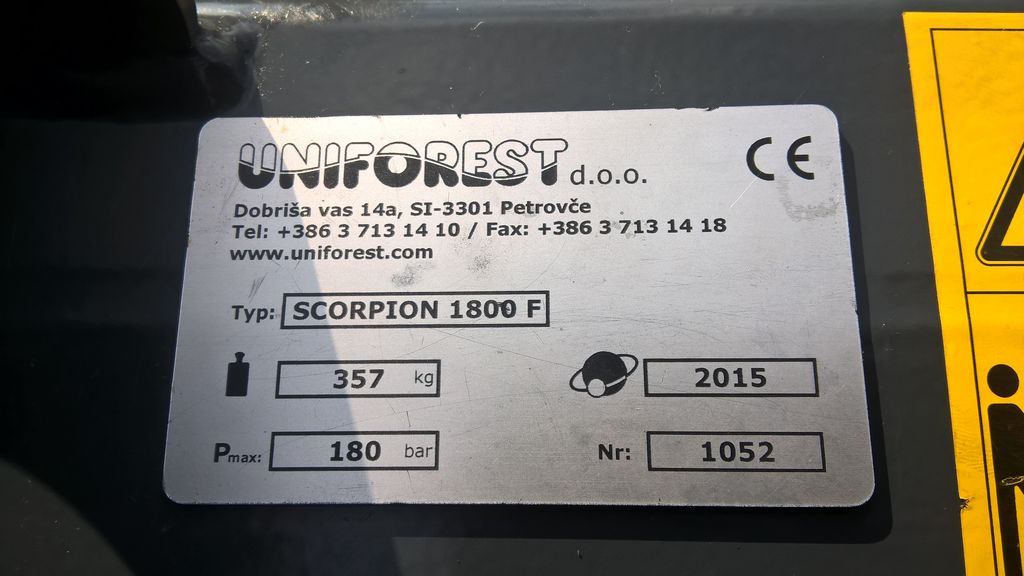 UNIFOREST d.o.o. CE
Dobriša vas 14a, SI-3301 Petrovče
Tel: +386 3 713 14 10 / Fax: +386 3 713 14 18
www.uniforest.com
Typ: SCORPION 1800 F
357 kg 2015
Pmax: 180 bar Nr: 1052